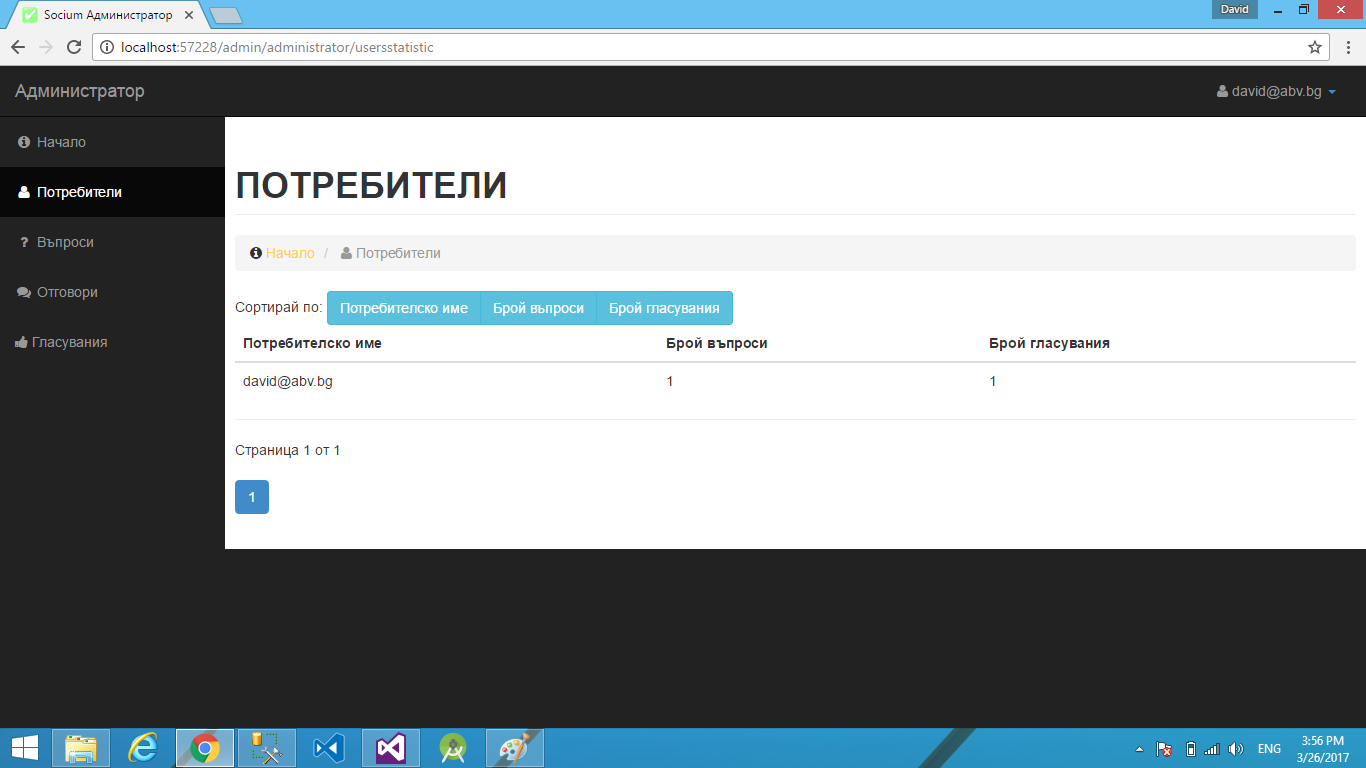 Socium Администратор
David
localhost:57228/admin/administrator/usersstatistic
Администратор
david@abv.bg
Начало
Потребители
Въпроси
Отговори
Гласувания
ПОТРЕБИТЕЛИ
Начало / Потребители
Сортирай по: Потребителско име Брой въпроси Брой гласувания
Потребителско име Брой въпроси Брой гласувания
david@abv.bg 1 1
Страница 1 от 1
1
ENG
3:56 PM
3/26/2017